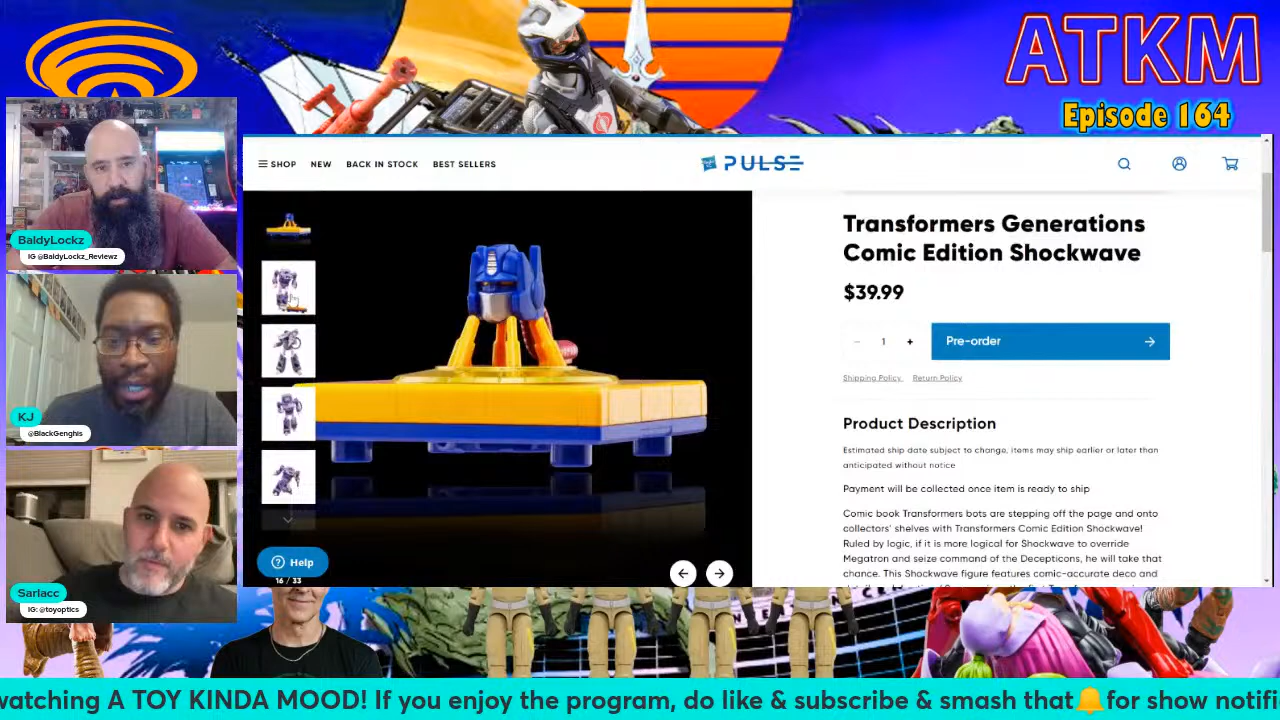 ATKM
Episode 164
BaldyLockz
IG @BaldyLockz_Reviewz
KJ
@BlackGenghis
Sarlacc
IG: @toyoptics
SHOP NEW BACK IN STOCK BEST SELLERS
PULSE
Transformers Generations
Comic Edition Shockwave
$39.99
− 1 +
Pre-order
Shipping Policy Return Policy
Product Description
Estimated ship date subject to change, items may ship earlier or later than
anticipated without notice
Payment will be collected once item is ready to ship
Comic book Transformers bots are stepping off the page and onto
collectors' shelves with Transformers Comic Edition Shockwave!
Ruled by logic, if it is more logical for Shockwave to override
Megatron and seize command of the Decepticons, he will take that
chance. This Shockwave figure features comic-accurate deco and
Help
16 / 33
watching A TOY KINDA MOOD! If you enjoy the program, do like & subscribe & smash that🔔for show notifi